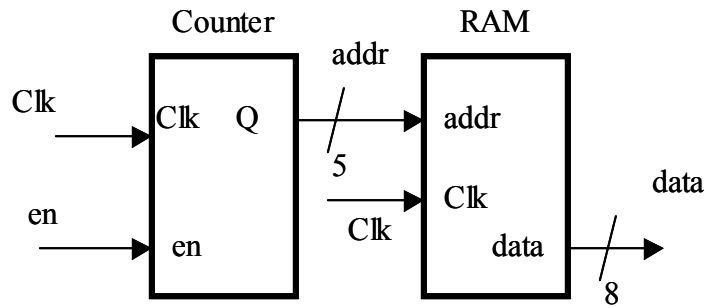 Counter
RAM
addr
data
Clk
Clk Q
addr
5
Clk
Clk
en
en
data
8